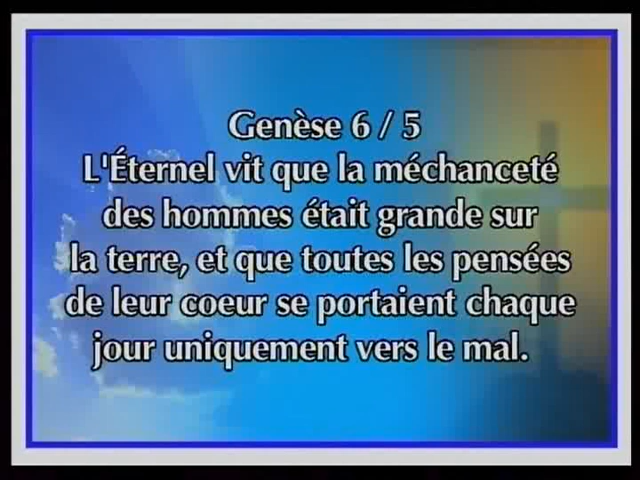 Genèse 6 / 5
L'Éternel vit que la méchanceté
des hommes était grande sur
la terre, et que toutes les pensées
de leur coeur se portaient chaque
jour uniquement vers le mal.